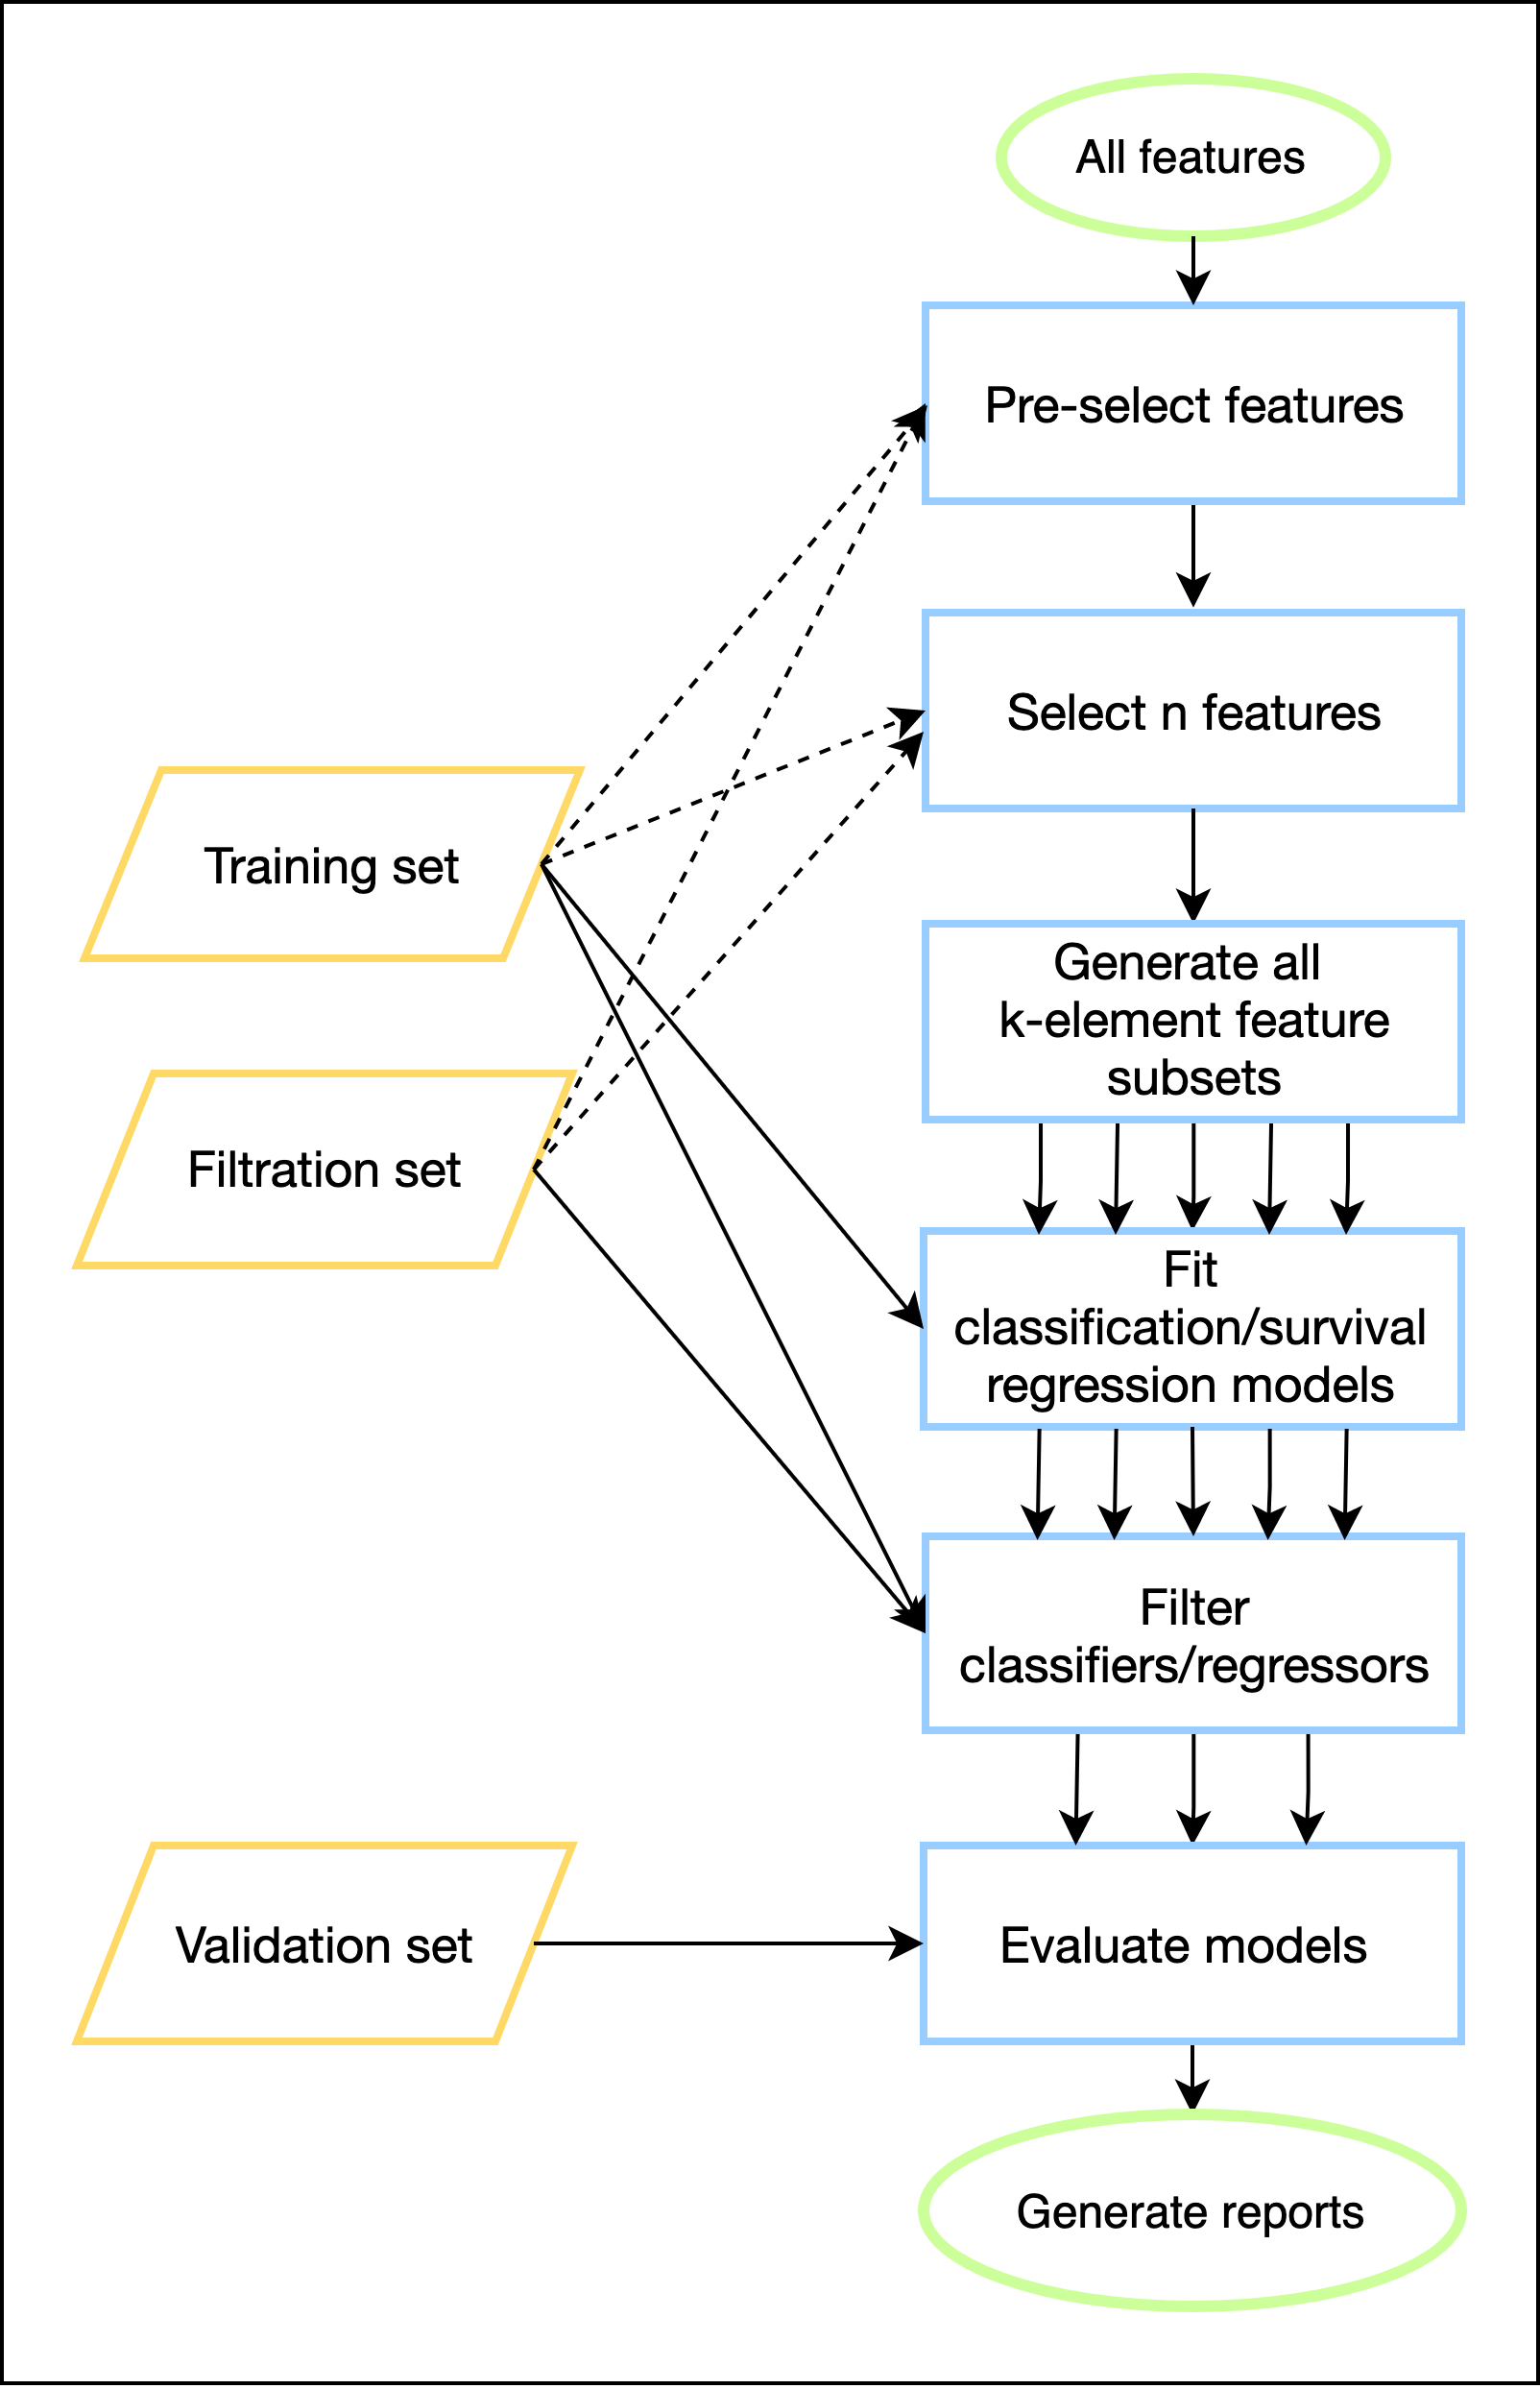 All features
Pre-select features
Select n features
Training set
Generate all
k-element feature
subsets
Filtration set
Fit
classification/survival
regression models
Filter
classifiers/regressors
Validation set
Evaluate models
Generate reports